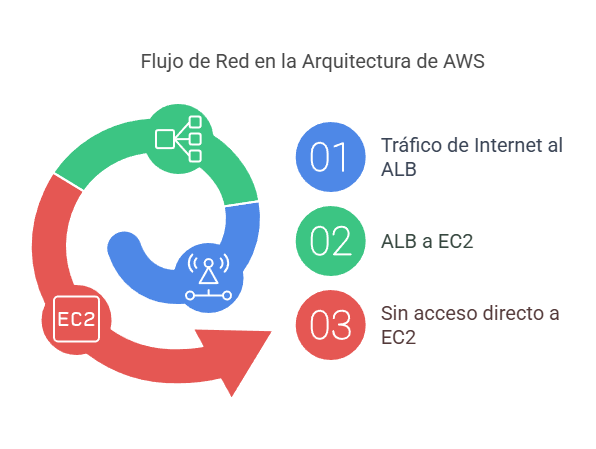 Flujo de Red en la Arquitectura de AWS
01
Tráfico de Internet al
ALB
02
ALB a EC2
EC2
03
Sin acceso directo a
EC2